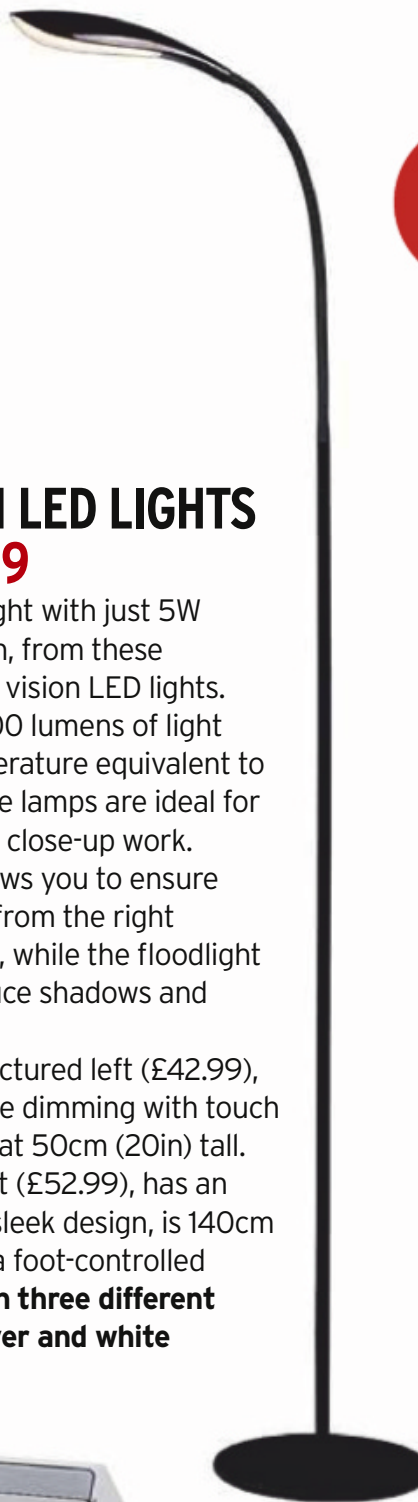 LED LIGHTS
9
ght with just 5W
, from these
vision LED lights.
00 lumens of light
erature equivalent to
e lamps are ideal for
close-up work.
ws you to ensure
from the right
, while the floodlight
uce shadows and
ctured left (£42.99),
e dimming with touch
at 50cm (20in) tall.
t (£52.99), has an
sleek design, is 140cm
a foot-controlled
n three different
ver and white